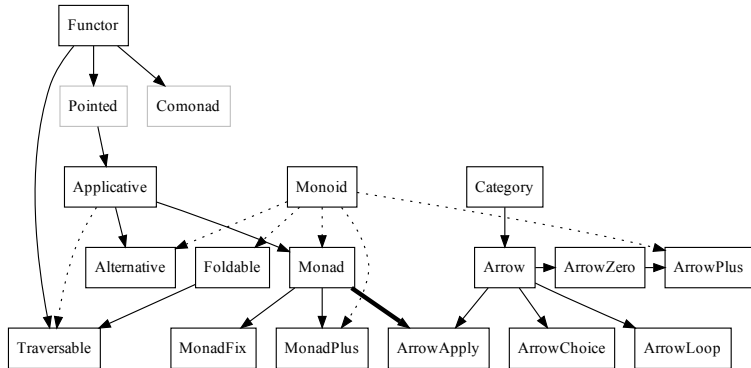 Functor
Pointed
Comonad
Applicative
Monoid
Category
Alternative
Foldable
Monad
Arrow
ArrowZero
ArrowPlus
Traversable
MonadFix
MonadPlus
ArrowApply
ArrowChoice
ArrowLoop